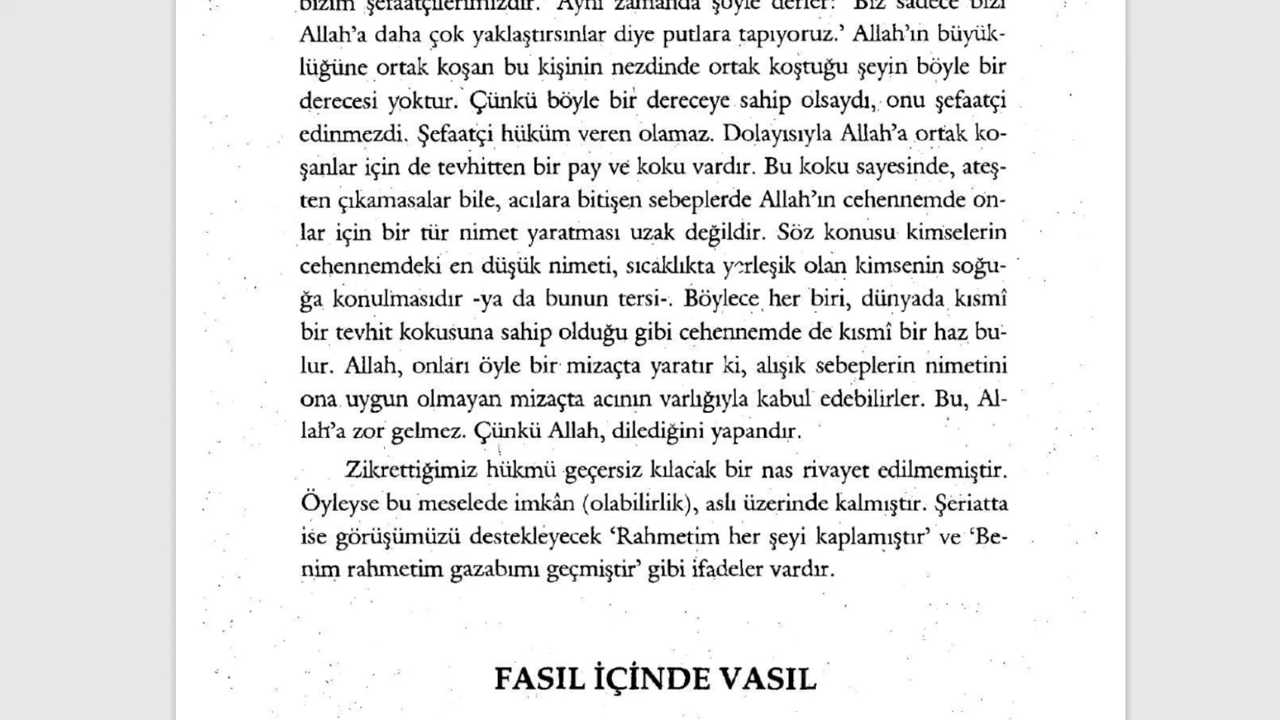 bizim şefaatçilerimizdir.’ Aynı zamanda şöyle derler: ‘Biz sadece bizi
Allah’a daha çok yaklaştırsınlar diye putlara tapıyoruz.’ Allah’ın büyük-
lüğüne ortak koşan bu kişinin nezdinde ortak koştuğu şeyin böyle bir
derecesi yoktur. Çünkü böyle bir dereceye sahip olsaydı, onu şefaatçi
edinmezdi. Şefaatçi hüküm veren olamaz. Dolayısıyla Allah’a ortak ko-
şanlar için de tevhitten bir pay ve koku vardır. Bu koku sayesinde, ateş-
ten çıkamasalar bile, acılara bitişen sebeplerde Allah’ın cehennemde on-
lar için bir tür nimet yaratması uzak değildir. Söz konusu kimselerin
cehennemdeki en düşük nimeti, sıcaklıkta yerleşik olan kimsenin soğu-
ğa konulmasıdır -ya da bunun tersi-. Böylece her biri, dünyada kısmî
bir tevhit kokusuna sahip olduğu gibi cehennemde de kısmî bir haz bu-
lur. Allah, onları öyle bir mizaçta yaratır ki, alışık sebeplerin nimetini
ona uygun olmayan mizaçta acının varlığıyla kabul edebilirler. Bu, Al-
lah’a zor gelmez. Çünkü Allah, dilediğini yapandır.
Zikrettiğimiz hükmü geçersiz kılacak bir nas rivayet edilmemiştir.
Öyleyse bu meselede imkân (olabilirlik), aslı üzerinde kalmıştır. Şeriatta
ise görüşümüzü destekleyecek ‘Rahmetim her şeyi kaplamıştır’ ve ‘Be-
nim rahmetim gazabımı geçmiştir’ gibi ifadeler vardır.
FASIL İÇİNDE VASIL